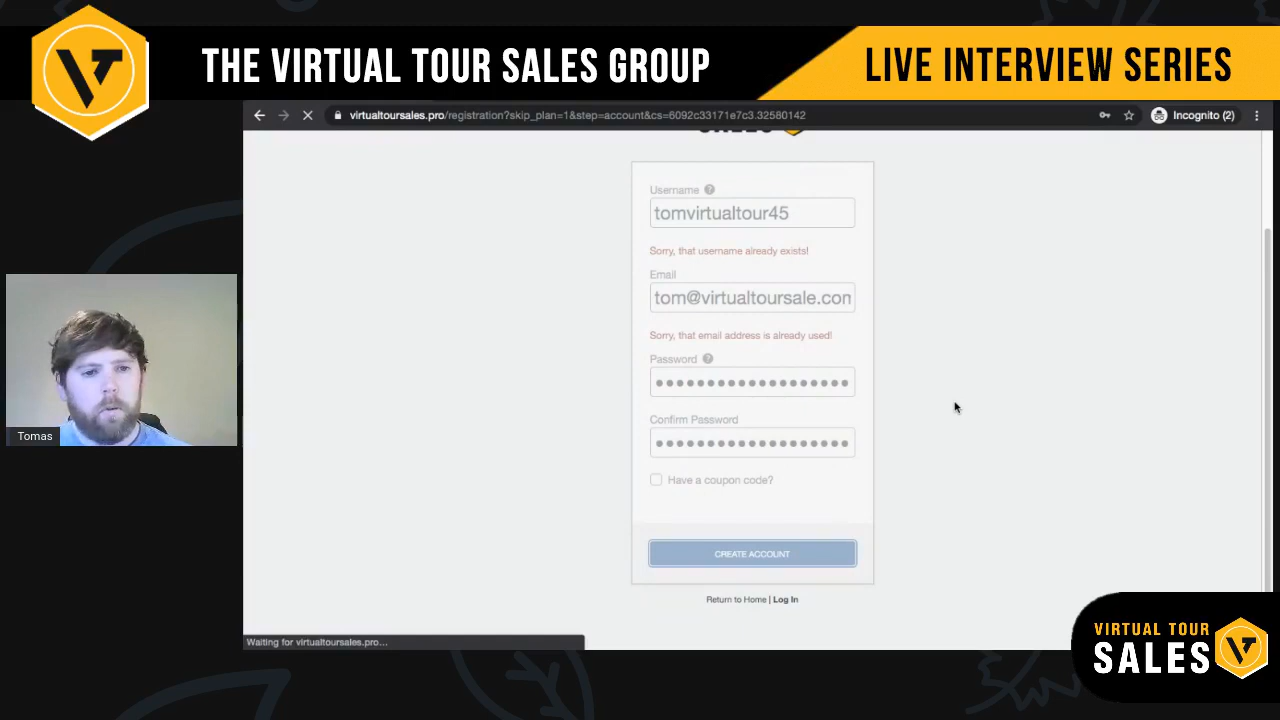 THE VIRTUAL TOUR SALES GROUP
LIVE INTERVIEW SERIES
virtualtoursales.pro/registration?skip_plan=1&step=account&cs=6092c33171e7c3.32580142
Incognito (2)
Username
tomvirtualtour45
Sorry, that username already exists!
Email
tom@virtualtoursale.con
Sorry, that email address is already used!
Password
Confirm Password
Have a coupon code?
CREATE ACCOUNT
Return to Home | Log In
Tomas
Waiting for virtualtoursales.pro...
VIRTUAL TOUR
SALES